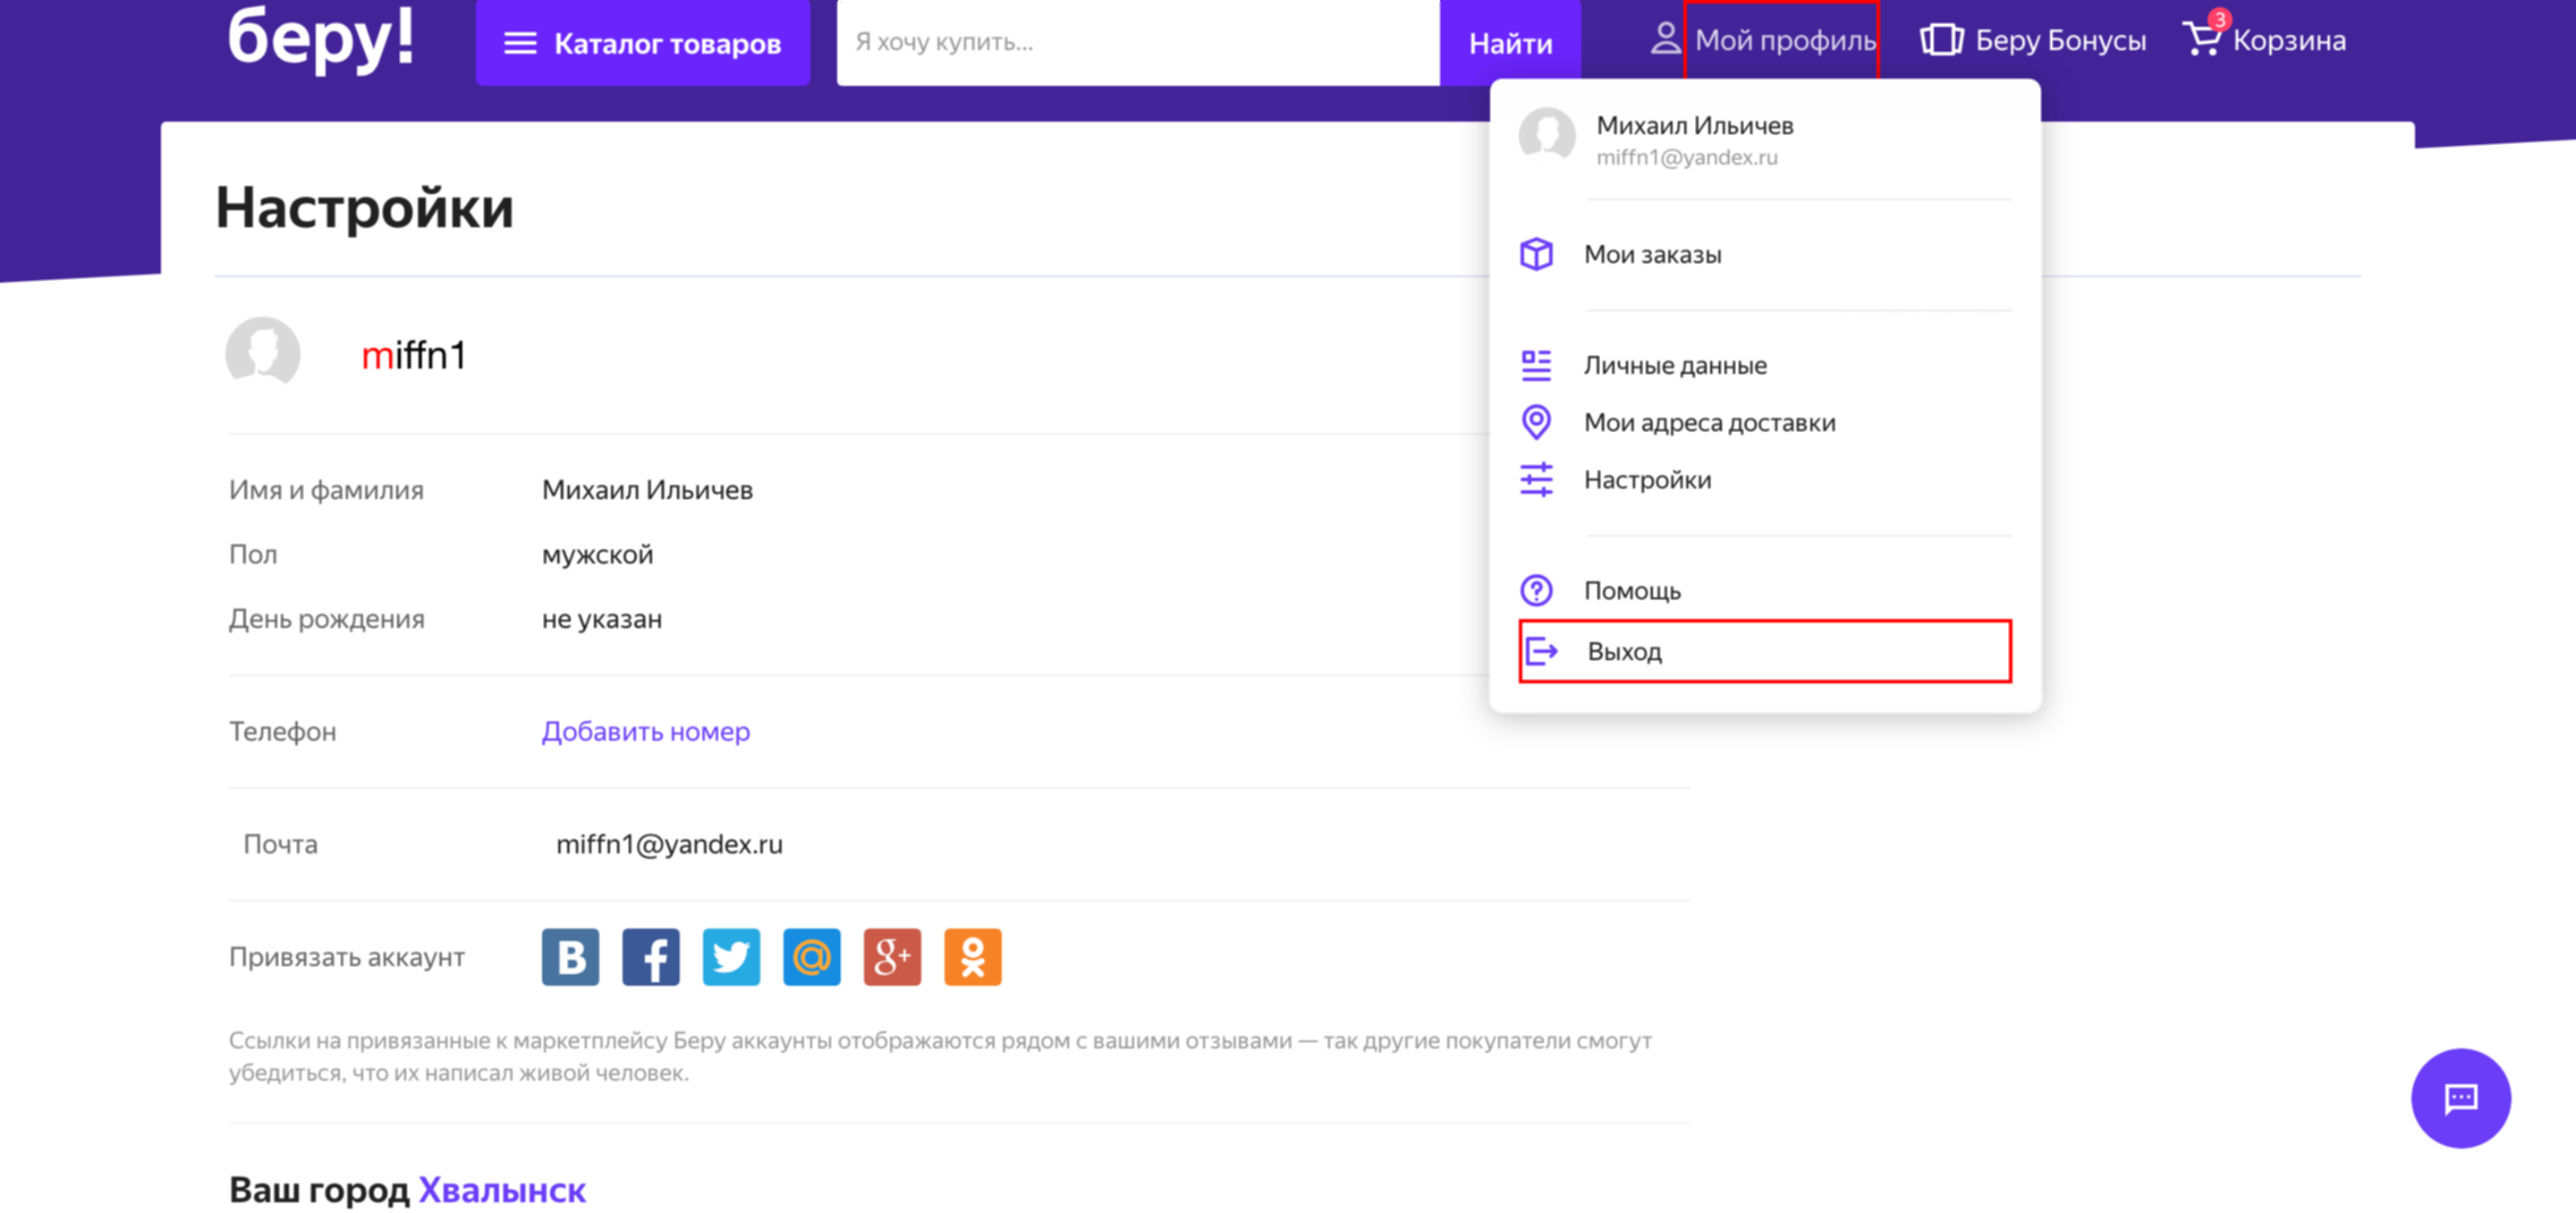 беру!
Каталог товаров
Я хочу купить...
Найти
Мой профиль
Беру Бонусы
3
Корзина
Михаил Ильичев
miffn1@yandex.ru
Мои заказы
Личные данные
Мои адреса доставки
Настройки
Помощь
Выход
Настройки
miffn1
Имя и фамилия
Михаил Ильичев
Пол
мужской
День рождения
не указан
Телефон
Добавить номер
Почта
miffn1@yandex.ru
Привязать аккаунт
Ссылки на привязанные к маркетплейсу Беру аккаунты отображаются рядом с вашими отзывами — так другие покупатели смогут
убедиться, что их написал живой человек.
Ваш город Хвалынск